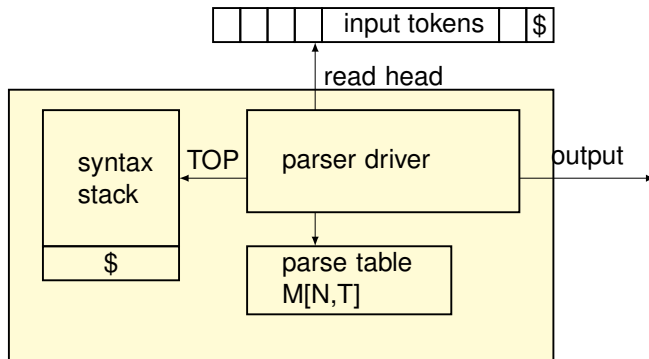 input tokens $
read head
syntax
stack
TOP
parser driver
output
$
parse table
M[N,T]